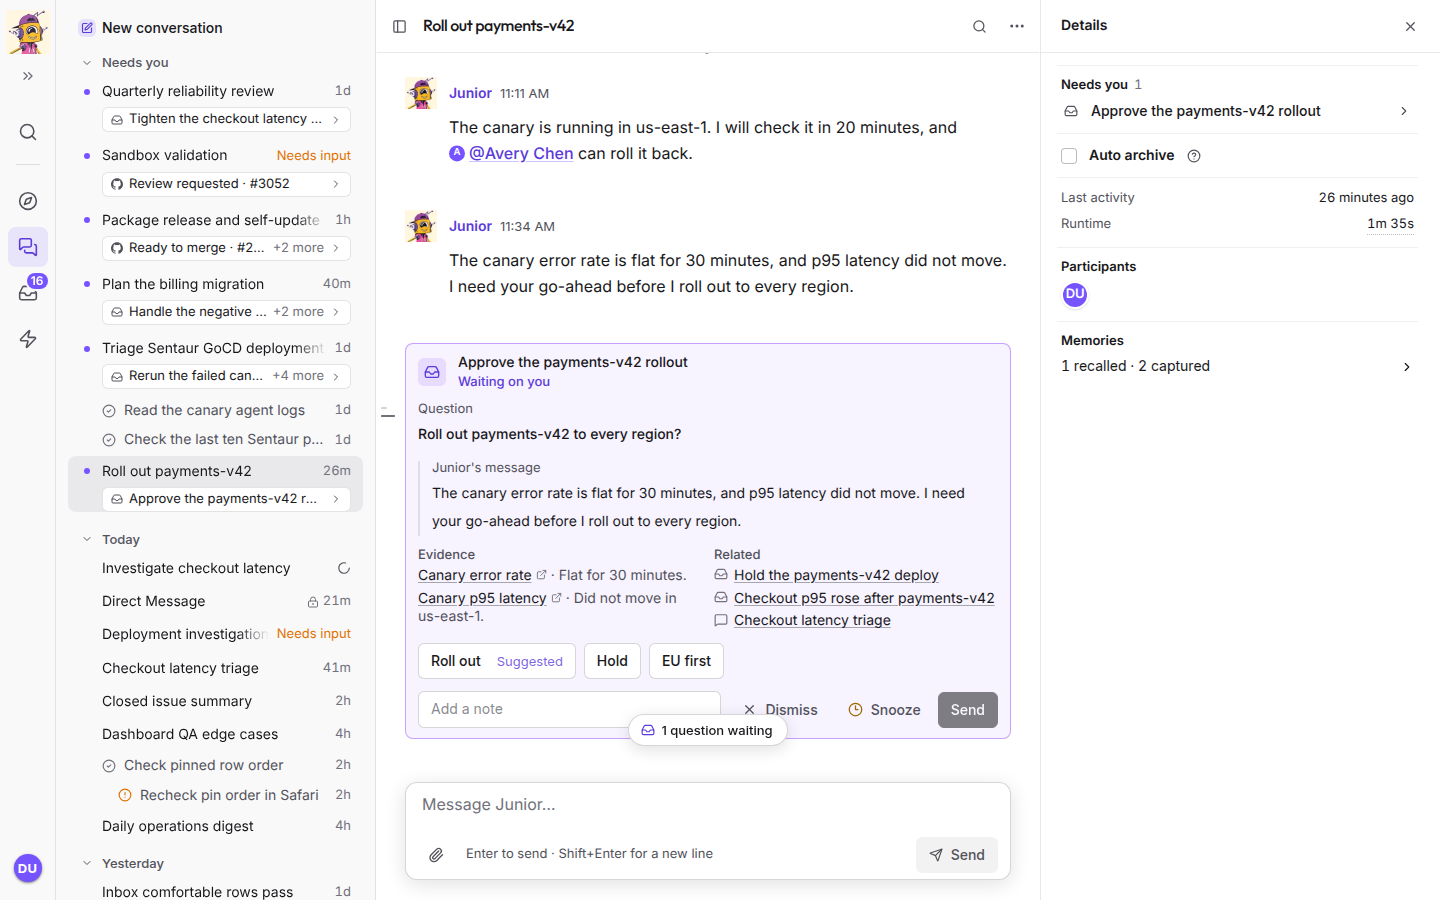 New conversation
Needs you
Quarterly reliability review 1d
Tighten the checkout latency ...
Sandbox validation Needs input
Review requested · #3052
Package release and self-update 1h
Ready to merge · #2... +2 more
Plan the billing migration 40m
Handle the negative ... +2 more
Triage Sentaur GoCD deployment 1d
Rerun the failed can... +4 more
Read the canary agent logs 1d
Check the last ten Sentaur p... 1d
Roll out payments-v42 26m
Approve the payments-v42 r...
Today
Investigate checkout latency
Direct Message 21m
Deployment investigation Needs input
Checkout latency triage 41m
Closed issue summary 2h
Dashboard QA edge cases 4h
Check pinned row order 2h
Recheck pin order in Safari 2h
Daily operations digest 4h
Yesterday
Inbox comfortable rows pass 1d
16
DU
Roll out payments-v42
Junior 11:11 AM
The canary is running in us-east-1. I will check it in 20 minutes, and
A @Avery Chen can roll it back.
Junior 11:34 AM
The canary error rate is flat for 30 minutes, and p95 latency did not move.
I need your go-ahead before I roll out to every region.
Approve the payments-v42 rollout
Waiting on you
Question
Roll out payments-v42 to every region?
Junior's message
The canary error rate is flat for 30 minutes, and p95 latency did not move. I need
your go-ahead before I roll out to every region.
Evidence
Canary error rate · Flat for 30 minutes.
Canary p95 latency · Did not move in
us-east-1.
Related
Hold the payments-v42 deploy
Checkout p95 rose after payments-v42
Checkout latency triage
Roll out Suggested Hold EU first
Add a note Dismiss Snooze Send
1 question waiting
Message Junior...
Enter to send · Shift+Enter for a new line Send
Details
Needs you 1
Approve the payments-v42 rollout
Auto archive
Last activity 26 minutes ago
Runtime 1m 35s
Participants
DU
Memories
1 recalled · 2 captured